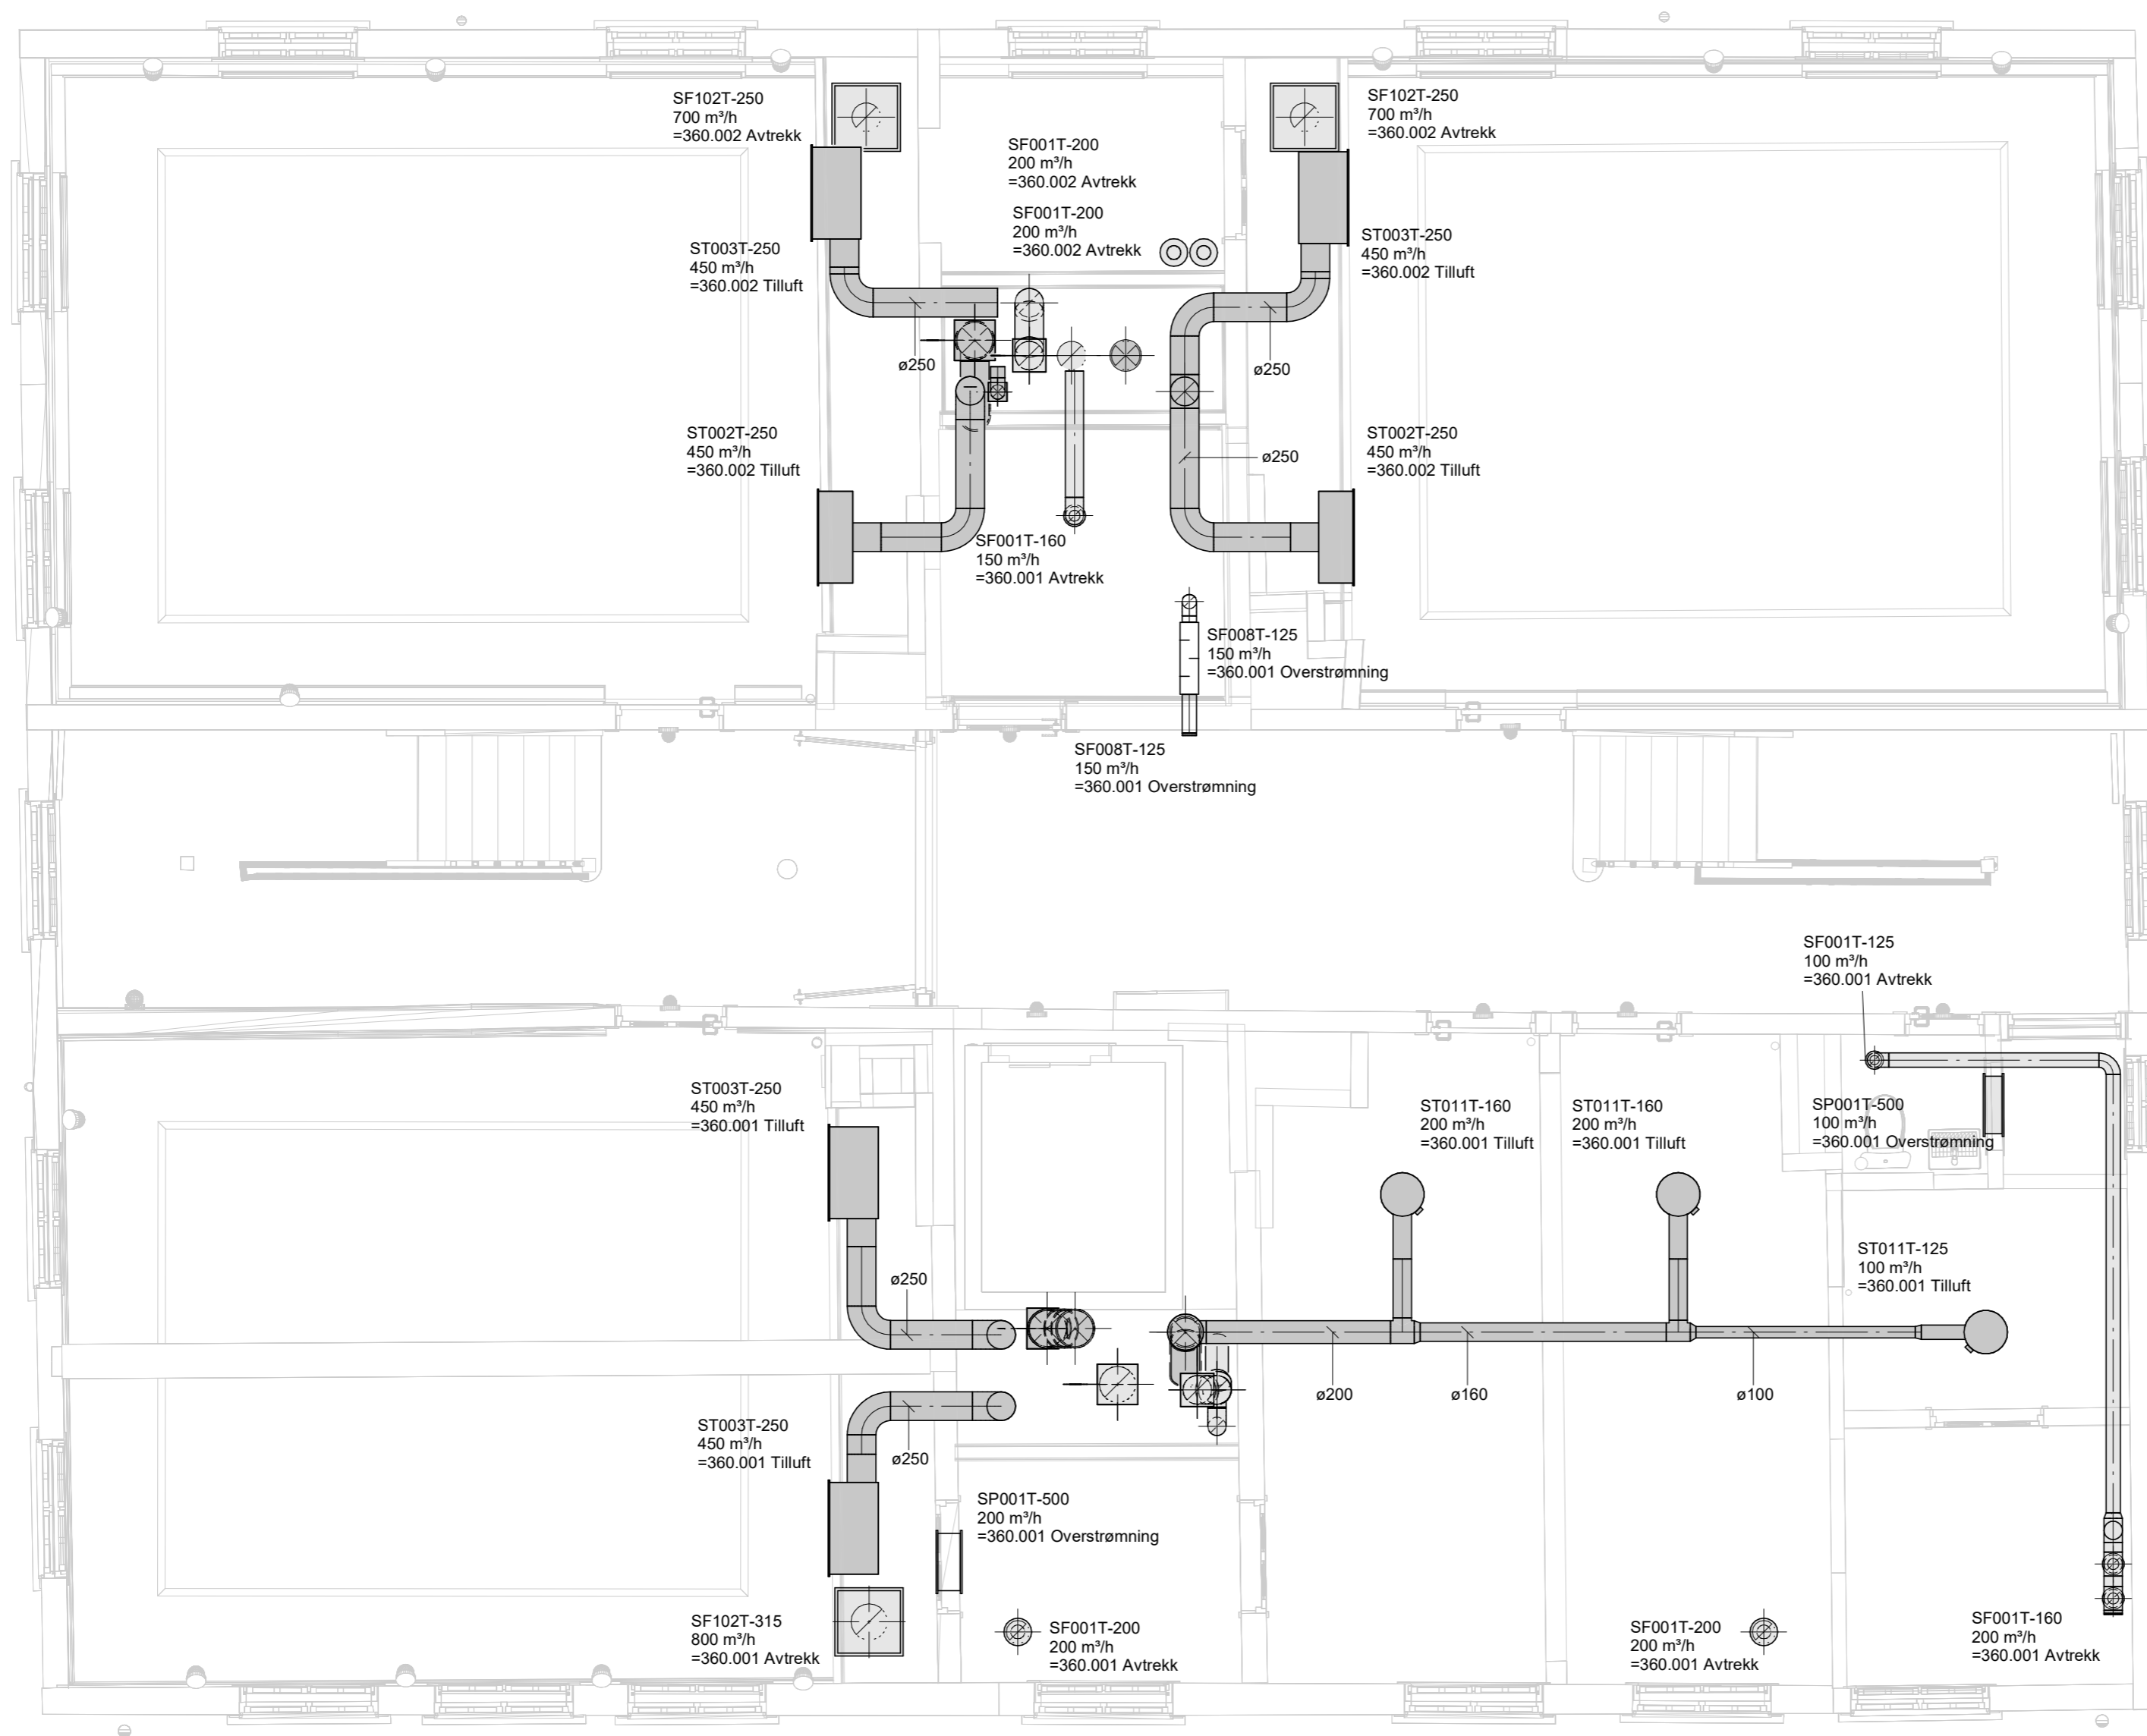 SF102T-250
700 m³/h
=360.002 Avtrekk
SF102T-250
700 m³/h
=360.002 Avtrekk
SF001T-200
200 m³/h
=360.002 Avtrekk
SF001T-200
200 m³/h
=360.002 Avtrekk
ST003T-250
450 m³/h
=360.002 Tilluft
ST003T-250
450 m³/h
=360.002 Tilluft
ø250
ø250
ST002T-250
450 m³/h
=360.002 Tilluft
ST002T-250
450 m³/h
=360.002 Tilluft
ø250
SF001T-160
150 m³/h
=360.001 Avtrekk
SF008T-125
150 m³/h
=360.001 Overstrømning
SF008T-125
150 m³/h
=360.001 Overstrømning
SF001T-125
100 m³/h
=360.001 Avtrekk
ST003T-250
450 m³/h
=360.001 Tilluft
ST011T-160
200 m³/h
=360.001 Tilluft
ST011T-160
200 m³/h
=360.001 Tilluft
SP001T-500
100 m³/h
=360.001 Overstrømning
ST011T-125
100 m³/h
=360.001 Tilluft
ø250
ø200
ø160
ø100
ST003T-250
450 m³/h
=360.001 Tilluft
ø250
SP001T-500
200 m³/h
=360.001 Overstrømning
SF102T-315
800 m³/h
=360.001 Avtrekk
SF001T-200
200 m³/h
=360.001 Avtrekk
SF001T-200
200 m³/h
=360.001 Avtrekk
SF001T-160
200 m³/h
=360.001 Avtrekk